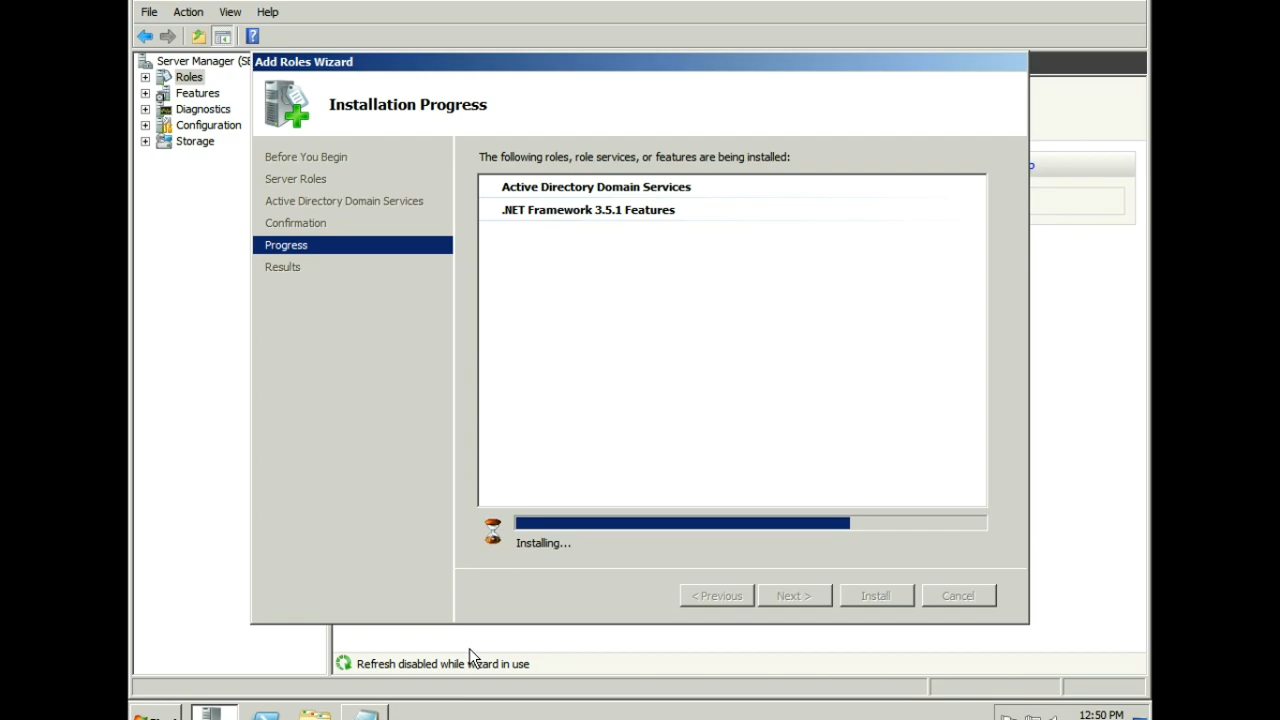 File Action View Help
Server Manager (SE
Roles
Features
Diagnostics
Configuration
Storage
Add Roles Wizard
Installation Progress
Before You Begin
Server Roles
Active Directory Domain Services
Confirmation
Progress
Results
The following roles, role services, or features are being installed:
Active Directory Domain Services
.NET Framework 3.5.1 Features
Installing...
< Previous Next > Install Cancel
Refresh disabled while wizard in use
12:50 PM